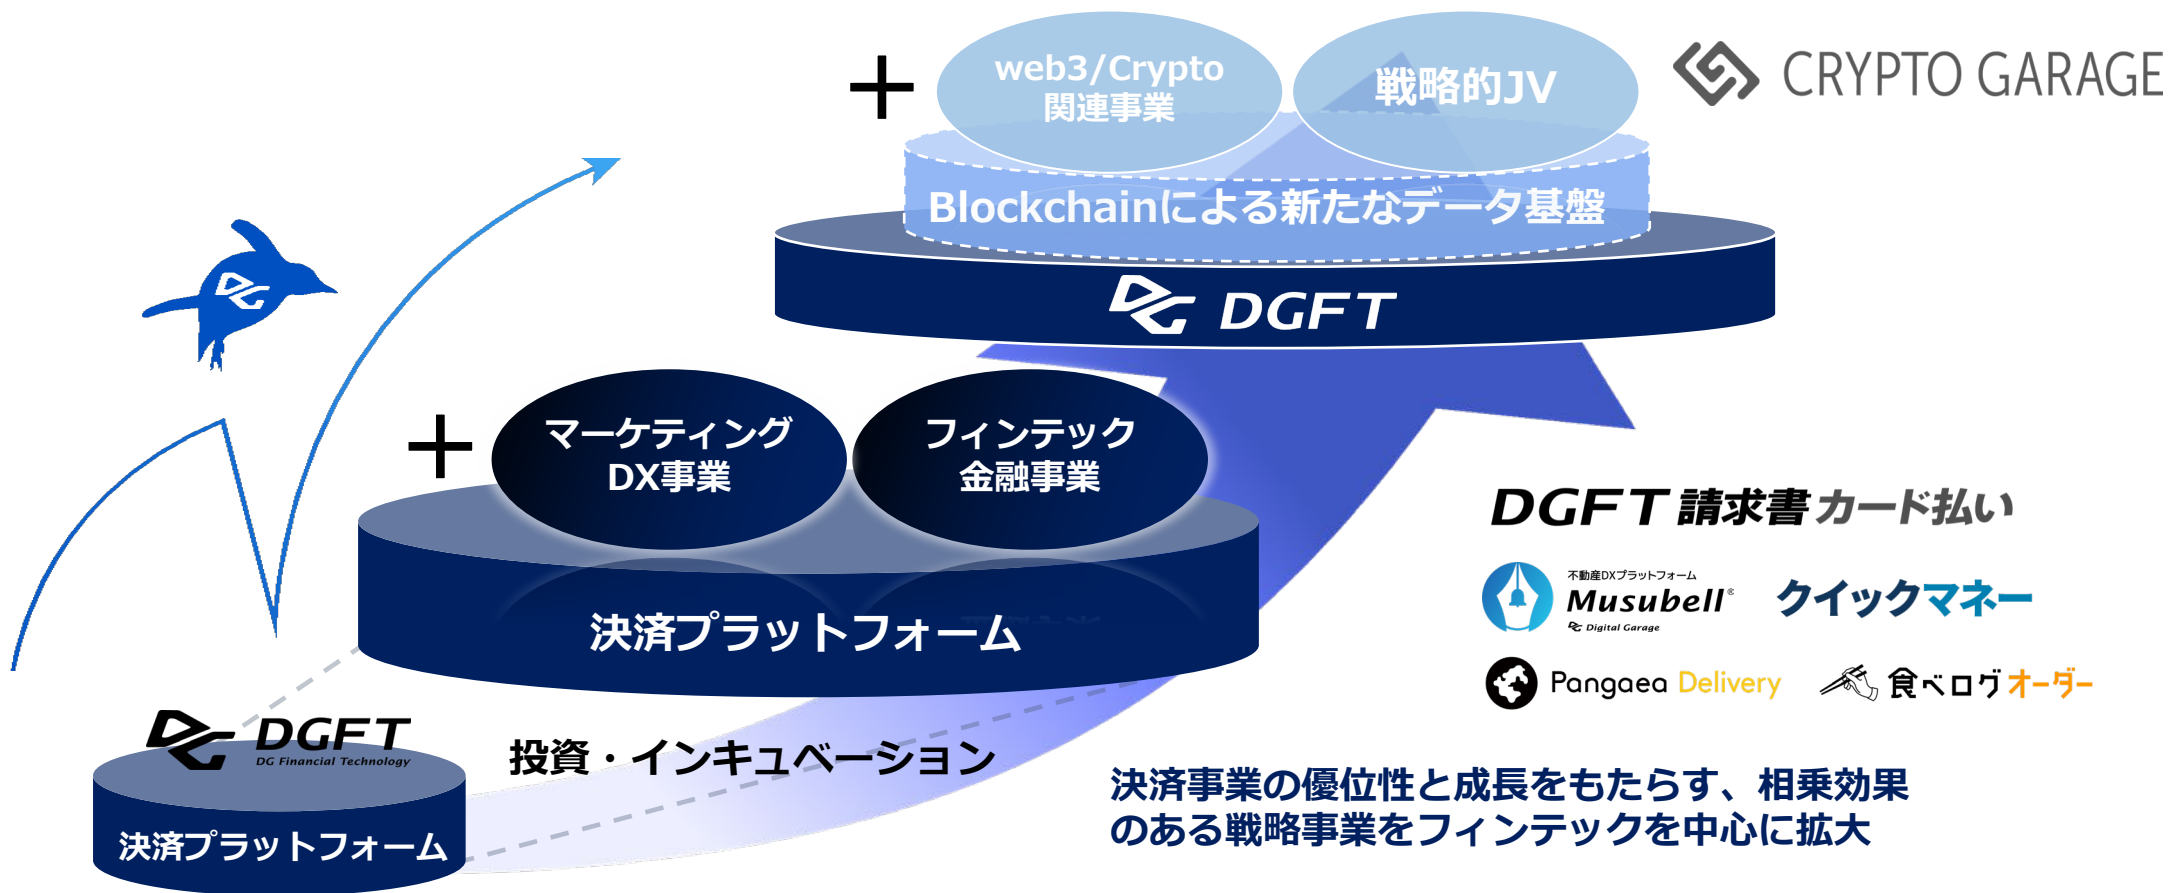 web3/Crypto
関連事業
戦略的JV
CRYPTO GARAGE
Blockchainによる新たなデータ基盤
DGFT
マーケティング
DX事業
フィンテック
金融事業
決済プラットフォーム
DGFT 請求書カード払い
不動産DXプラットフォーム
Musubell®
Digital Garage
クイックマネー
Pangaea Delivery
食べログオーダー
DGFT
DG Financial Technology
決済プラットフォーム
投資・インキュベーション
決済事業の優位性と成長をもたらす、相乗効果
のある戦略事業をフィンテックを中心に拡大